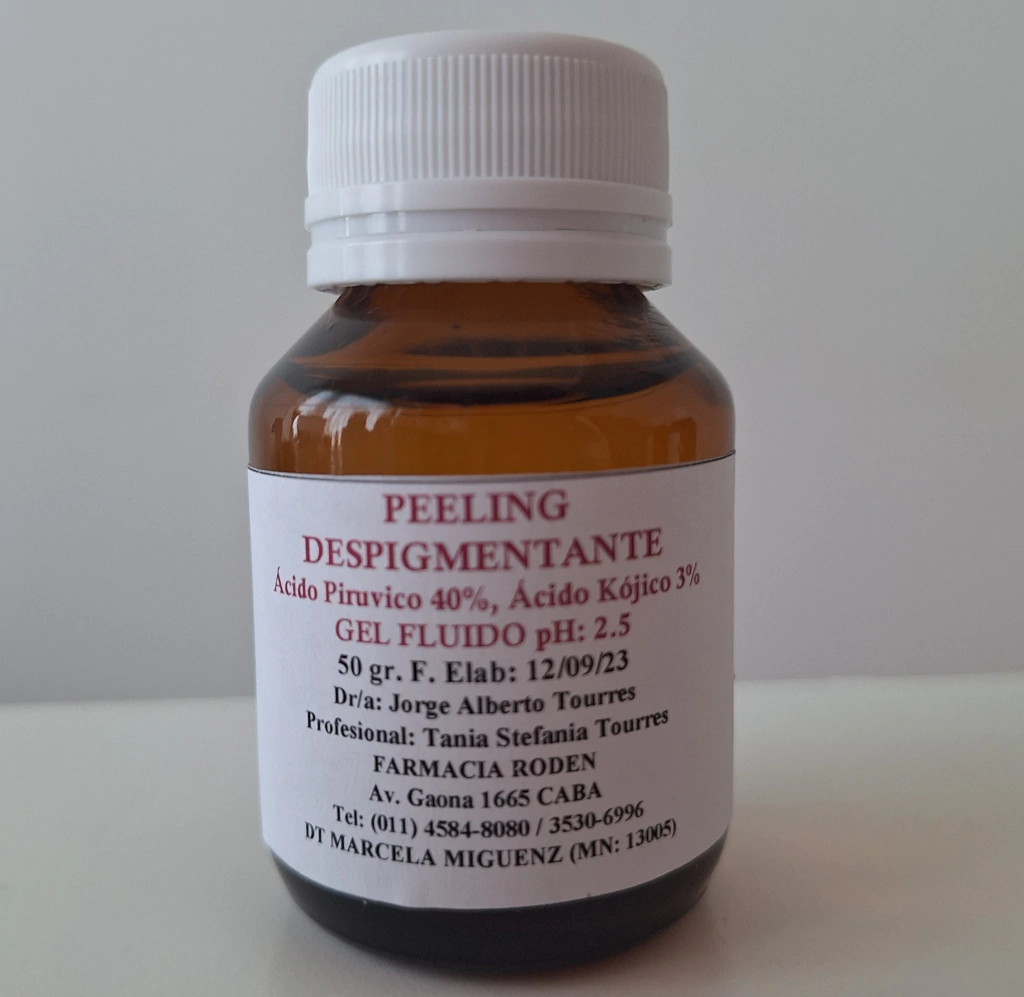 PEELING
DESPIGMENTANTE
Ácido Piruvico 40%, Ácido Kójico 3%
GEL FLUIDO pH: 2.5
50 gr. F. Elab: 12/09/23
Dr/a: Jorge Alberto Tourres
Profesional: Tania Stefania Tourres
FARMACIA RODEN
Av. Gaona 1665 CABA
Tel: (011) 4584-8080 / 3530-6996
DT MARCELA MIGUENZ (MN: 13005)